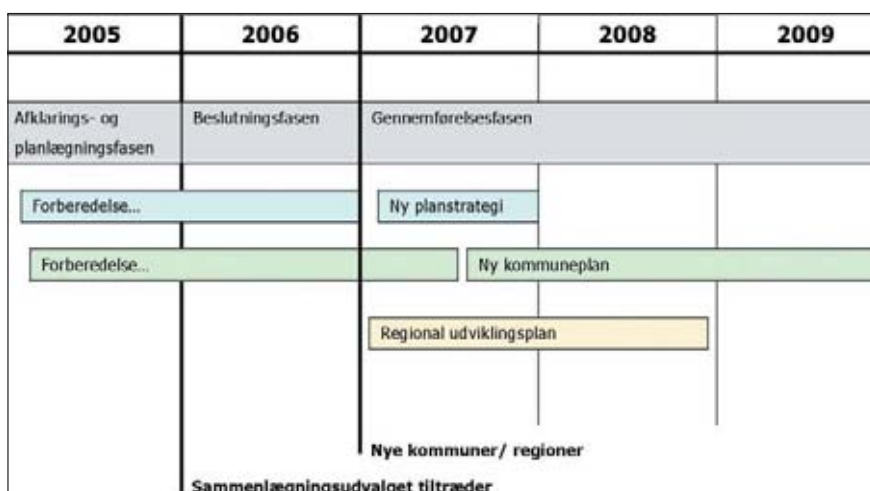 2005 2006 2007 2008 2009
Afklarings- og Beslutningsfasen Gennemførelsesfasen
planlægningsfasen
Forberedelse... Ny planstrategi
Forberedelse... Ny kommuneplan
Regional udviklingsplan
Nye kommuner/ regioner
Sammenlægningsudvalget tiltræder